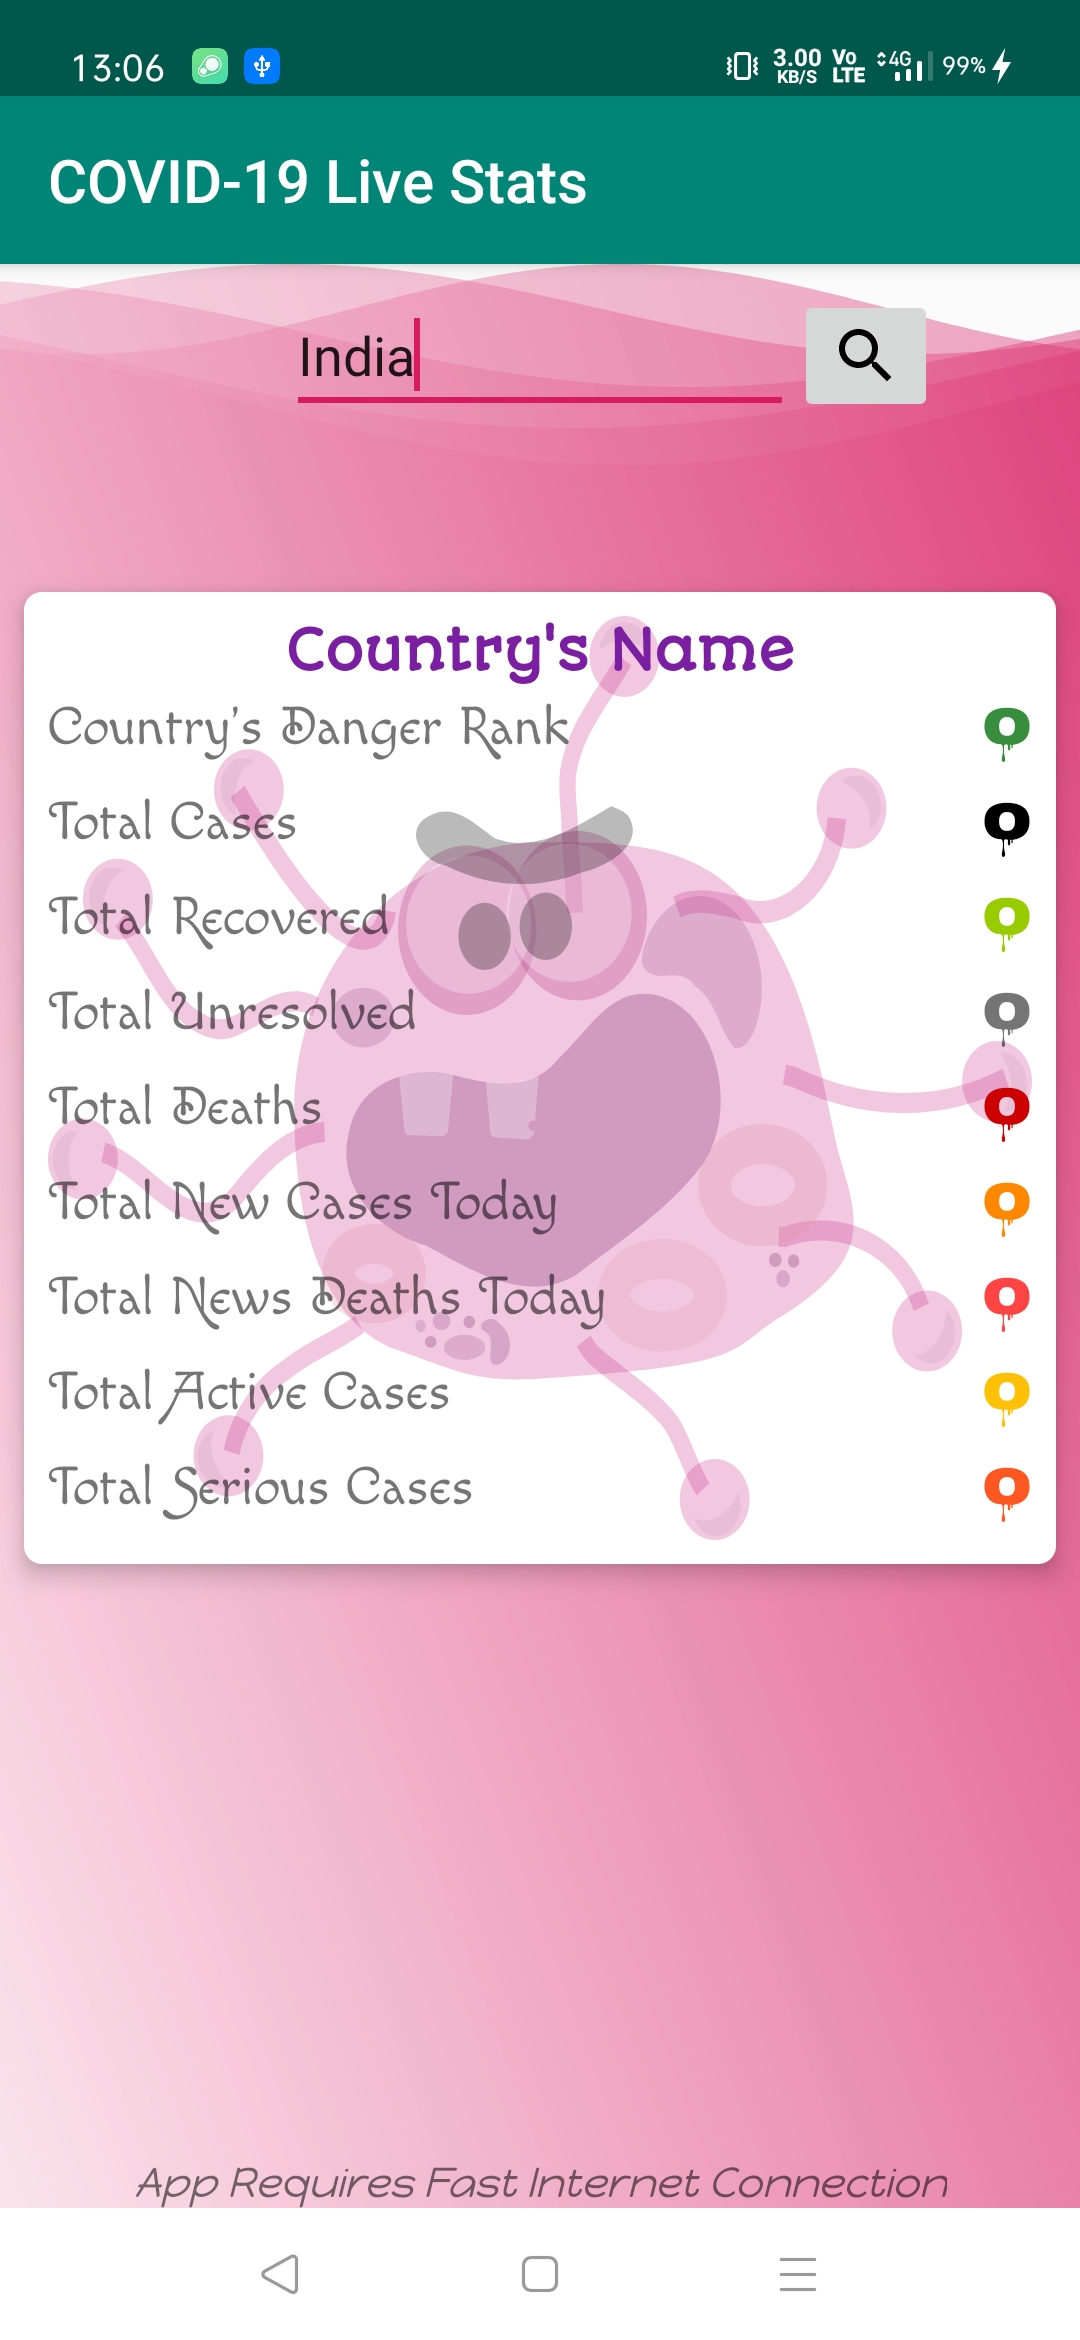 13:06 3.00 KB/S Vo LTE 4G 99%
COVID-19 Live Stats
India
Country's Name
Country's Danger Rank 0
Total Cases 0
Total Recovered 0
Total Unresolved 0
Total Deaths 0
Total New Cases Today 0
Total News Deaths Today 0
Total Active Cases 0
Total Serious Cases 0
App Requires Fast Internet Connection